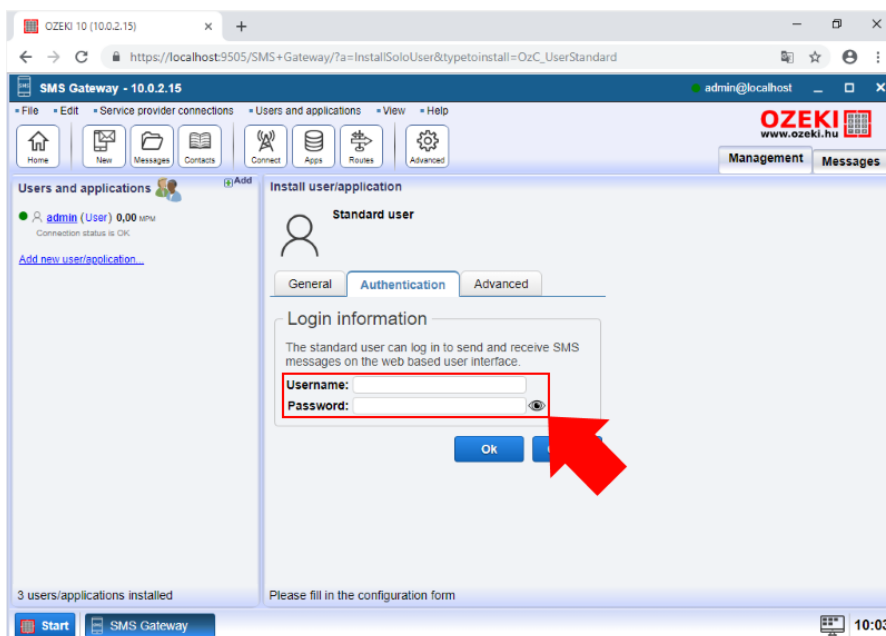 OZEKI 10 (10.0.2.15)
https://localhost:9505/SMS+Gateway/?a=InstallSoloUser&typetoinstall=OzC_UserStandard
SMS Gateway - 10.0.2.15
admin@localhost
File Edit Service provider connections Users and applications View Help
OZEKI
www.ozeki.hu
Home New Messages Contacts Connect Apps Routes Advanced
Management Messages
Users and applications Add
Install user/application
admin (User) 0,00 MPM
Connection status is OK
Add new user/application...
Standard user
General Authentication Advanced
Login information
The standard user can log in to send and receive SMS
messages on the web based user interface.
Username:
Password:
Ok
3 users/applications installed
Please fill in the configuration form
Start SMS Gateway 10:03